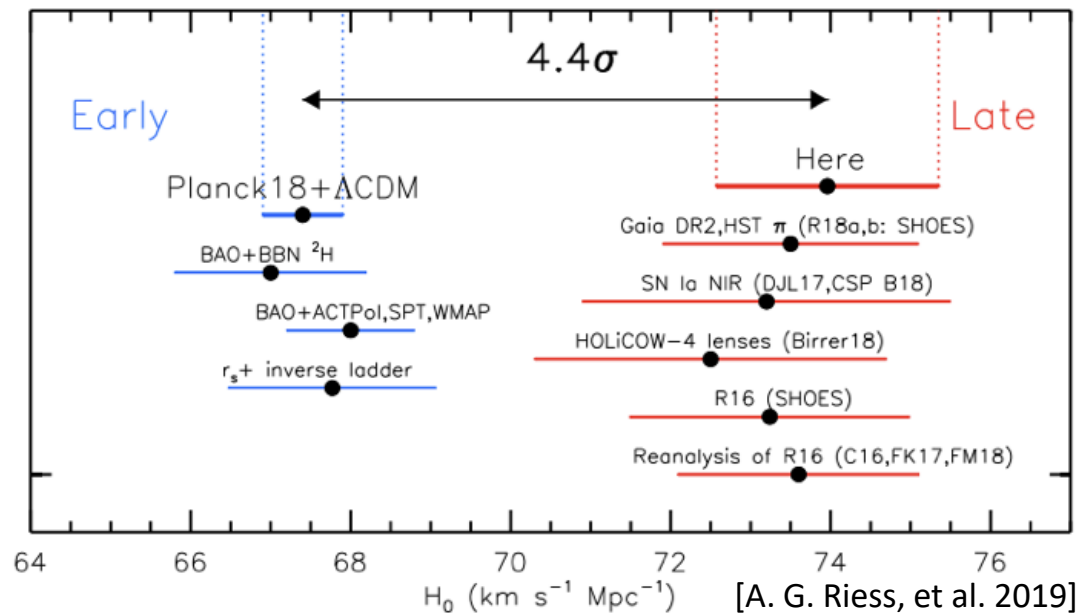 4.4σ
Early
Late
Here
Planck18+ΛCDM
Gaia DR2,HST π (R18a,b: SHOES)
BAO+BBN ²H
SN Ia NIR (DJL17,CSP B18)
BAO+ACTPol,SPT,WMAP
HOLiCOW-4 lenses (Birrer18)
rₛ+ inverse ladder
R16 (SHOES)
Reanalysis of R16 (C16,FK17,FM18)
64 66 68 70 72 74 76
H₀ (km s⁻¹ Mpc⁻¹)
[A. G. Riess, et al. 2019]